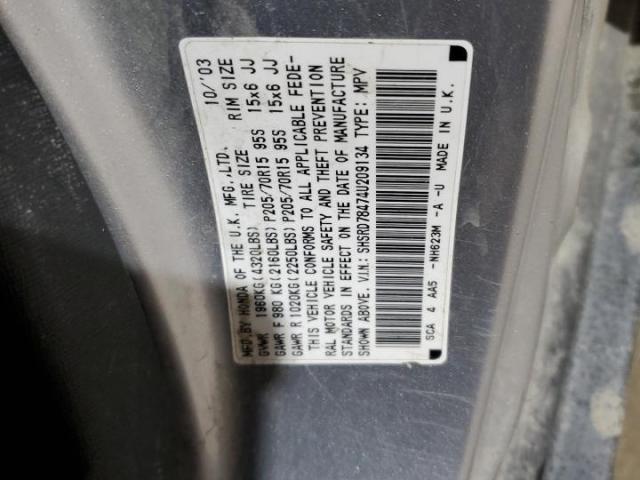 MFD.BY HONDA OF THE U.K. MFG.,LTD. 10/'03
GVWR 1960KG(4320LBS) TIRE SIZE RIM SIZE
GAWR F 980 KG(2160LBS)P205/70R15 95S 15x6 JJ
GAWR R 1020KG(2250LBS)P205/70R15 95S 15x6 JJ
THIS VEHICLE CONFORMS TO ALL APPLICABLE FEDE-
RAL MOTOR VEHICLE SAFETY AND THEFT PREVENTION
STANDARDS IN EFFECT ON THE DATE OF MANUFACTURE
SHOWN ABOVE. V.I.N.: SHSRD78474U209134 TYPE: MPV
SCA 4 AA5 -NH623M -A -U MADE IN U.K.